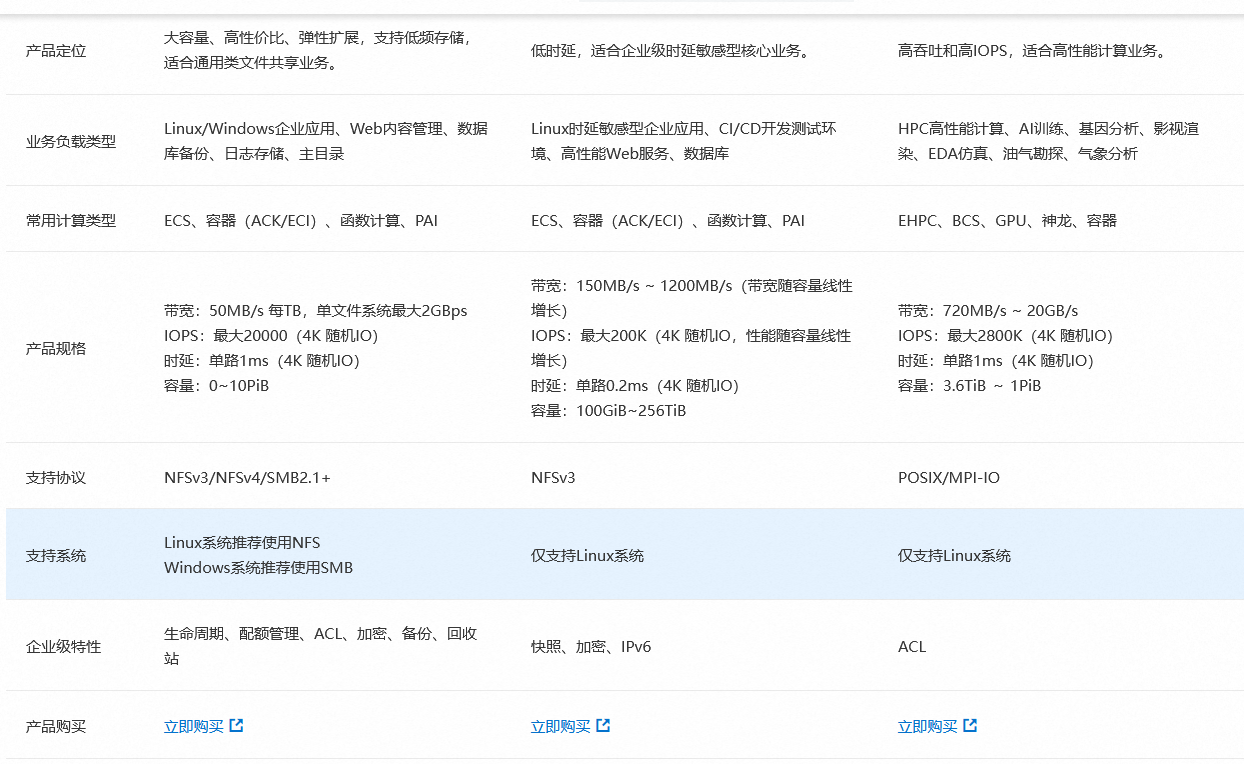 产品定位
大容量、高性价比、弹性扩展，支持低频存储，
适合通用类文件共享业务。
低时延，适合企业级时延敏感型核心业务。
高吞吐和高IOPS，适合高性能计算业务。
业务负载类型
Linux/Windows企业应用、Web内容管理、数据
库备份、日志存储、主目录
Linux时延敏感型企业应用、CI/CD开发测试环
境、高性能Web服务、数据库
HPC高性能计算、AI训练、基因分析、影视渲
染、EDA仿真、油气勘探、气象分析
常用计算类型
ECS、容器（ACK/ECI）、函数计算、PAI
ECS、容器（ACK/ECI）、函数计算、PAI
EHPC、BCS、GPU、神龙、容器
产品规格
带宽：50MB/s 每TB，单文件系统最大2GBps
IOPS：最大20000（4K 随机IO）
时延：单路1ms（4K 随机IO）
容量：0~10PiB
带宽：150MB/s ~ 1200MB/s（带宽随容量线性
增长）
IOPS：最大200K（4K 随机IO，性能随容量线性
增长）
时延：单路0.2ms（4K 随机IO）
容量：100GiB~256TiB
带宽：720MB/s ~ 20GB/s
IOPS：最大2800K（4K 随机IO）
时延：单路1ms（4K 随机IO）
容量：3.6TiB ~ 1PiB
支持协议
NFSv3/NFSv4/SMB2.1+
NFSv3
POSIX/MPI-IO
支持系统
Linux系统推荐使用NFS
Windows系统推荐使用SMB
仅支持Linux系统
仅支持Linux系统
企业级特性
生命周期、配额管理、ACL、加密、备份、回收
站
快照、加密、IPv6
ACL
产品购买
立即购买
立即购买
立即购买